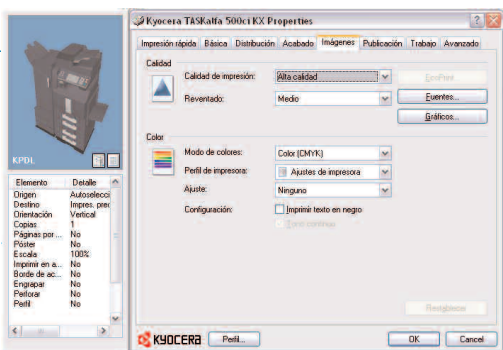 Kyocera TASKalfa 500ci KX Properties
Impresión rápida Básica Distribución Acabado Imágenes Publicación Trabajo Avanzado
Calidad
Calidad de impresión: Alta calidad EcoPrint
Reventado: Medio Fuentes...
Gráficos...
Color
Modo de colores: Color (CMYK)
Perfil de impresora: Ajustes de impresora
Ajuste: Ninguno
Configuración: Imprimir texto en negro
Tono continuo
Restablecer
KPDL
Elemento Detalle
Origen Autoselecci
Destino Impres. pred
Orientación Vertical
Copias 1
Páginas por ... No
Póster No
Escala 100%
Imprimir en a... No
Borde de ac... No
Engrapar No
Perforar No
Perfil No
KYOCERA Perfil... OK Cancel